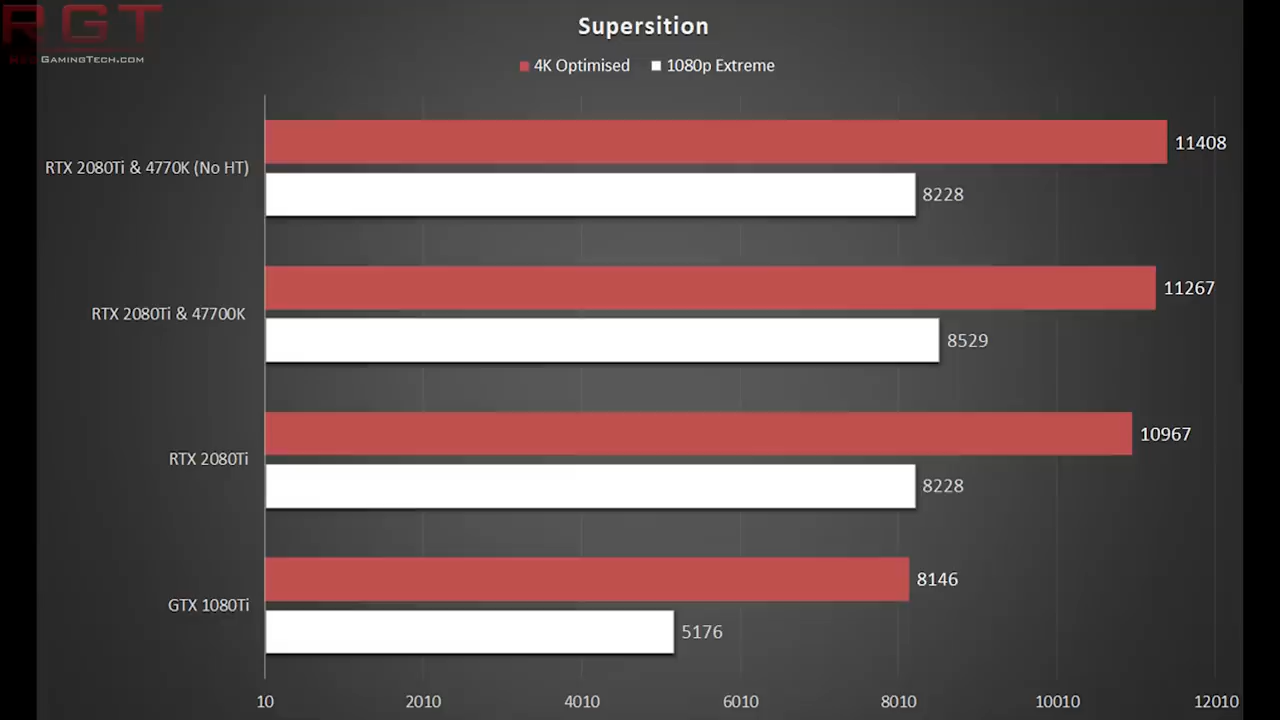 RGT
RedGamingTech.com
Supersition
4K Optimised 1080p Extreme
RTX 2080Ti & 4770K (No HT)
11408
8228
RTX 2080Ti & 47700K
11267
8529
RTX 2080Ti
10967
8228
GTX 1080Ti
8146
5176
10 2010 4010 6010 8010 10010 12010